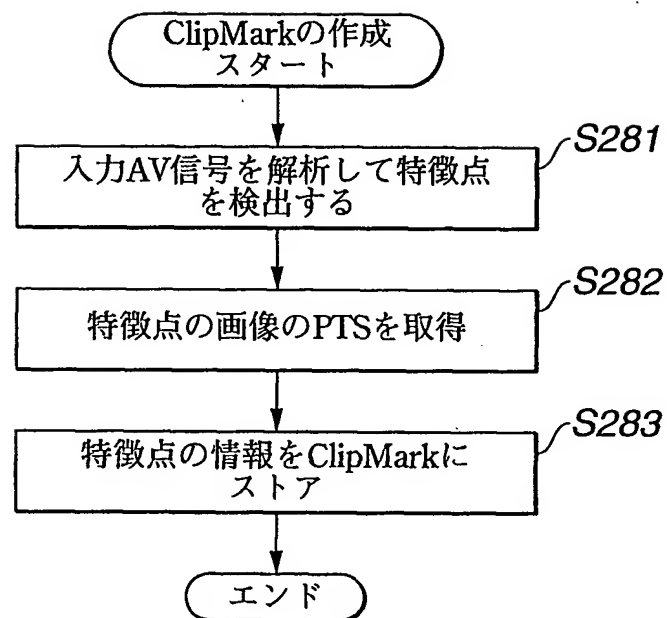 ClipMarkの作成
スタート
S281
入力AV信号を解析して特徴点
を検出する
S282
特徴点の画像のPTSを取得
S283
特徴点の情報をClipMarkに
ストア
エンド